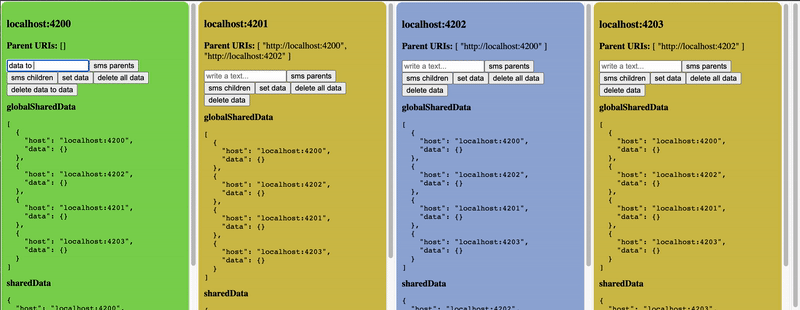 localhost:4200
Parent URIs: []
data to
sms parents
sms children set data delete all data
delete data to data
globalSharedData
[
{
"host": "localhost:4200",
"data": {}
},
{
"host": "localhost:4202",
"data": {}
},
{
"host": "localhost:4201",
"data": {}
},
{
"host": "localhost:4203",
"data": {}
}
]
sharedData
{
"host": "localhost:4200",
localhost:4201
Parent URIs: [ "http://localhost:4200",
"http://localhost:4202" ]
write a text... sms parents
sms children set data delete all data
delete data
globalSharedData
[
{
"host": "localhost:4200",
"data": {}
},
{
"host": "localhost:4202",
"data": {}
},
{
"host": "localhost:4201",
"data": {}
},
{
"host": "localhost:4203",
"data": {}
}
]
sharedData
localhost:4202
Parent URIs: [ "http://localhost:4200" ]
write a text... sms parents
sms children set data delete all data
delete data
globalSharedData
[
{
"host": "localhost:4200",
"data": {}
},
{
"host": "localhost:4202",
"data": {}
},
{
"host": "localhost:4201",
"data": {}
},
{
"host": "localhost:4203",
"data": {}
}
]
sharedData
{
"host": "localhost:4202",
localhost:4203
Parent URIs: [ "http://localhost:4202" ]
write a text... sms parents
sms children set data delete all data
delete data
globalSharedData
[
{
"host": "localhost:4200",
"data": {}
},
{
"host": "localhost:4202",
"data": {}
},
{
"host": "localhost:4201",
"data": {}
},
{
"host": "localhost:4203",
"data": {}
}
]
sharedData
{
"host": "localhost:4203",